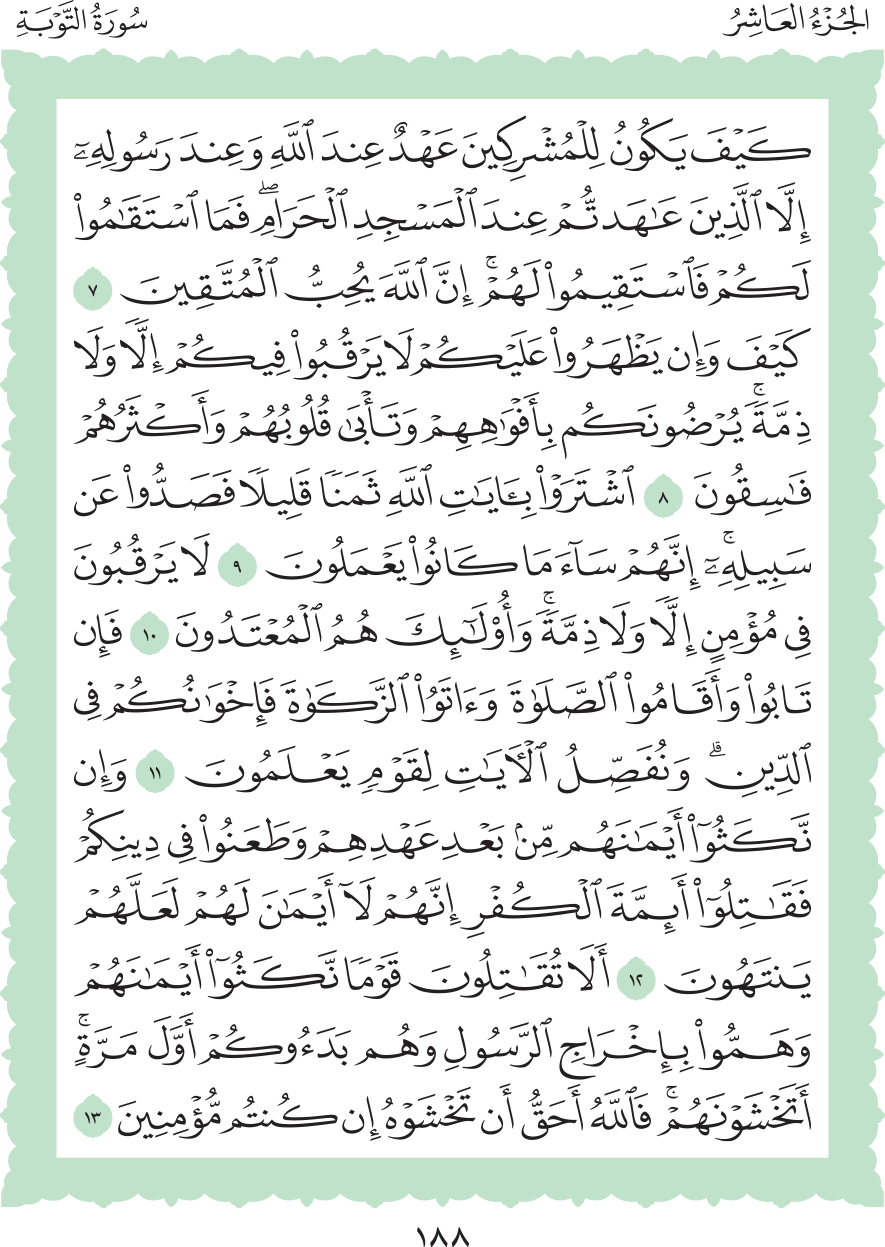 الجُزْءُ العَاشِرُ
سُورَةُ التَّوْبَةِ
كَيْفَ يَكُونُ لِلْمُشْرِكِينَ عَهْدٌ عِندَ ٱللَّهِ وَعِندَ رَسُولِهِۦٓ
إِلَّا ٱلَّذِينَ عَٰهَدتُّمْ عِندَ ٱلْمَسْجِدِ ٱلْحَرَامِۖ فَمَا ٱسْتَقَٰمُوا۟
لَكُمْ فَٱسْتَقِيمُوا۟ لَهُمْۚ إِنَّ ٱللَّهَ يُحِبُّ ٱلْمُتَّقِينَ ٧
كَيْفَ وَإِن يَظْهَرُوا۟ عَلَيْكُمْ لَا يَرْقُبُوا۟ فِيكُمْ إِلًّا وَلَا
ذِمَّةًۚ يُرْضُونَكُم بِأَفْوَٰهِهِمْ وَتَأْبَىٰ قُلُوبُهُمْ وَأَكْثَرُهُمْ
فَٰسِقُونَ ٨ ٱشْتَرَوْا۟ بِـَٔايَٰتِ ٱللَّهِ ثَمَنًا قَلِيلًا فَصَدُّوا۟ عَن
سَبِيلِهِۦٓۚ إِنَّهُمْ سَآءَ مَا كَانُوا۟ يَعْمَلُونَ ٩ لَا يَرْقُبُونَ
فِى مُؤْمِنٍ إِلًّا وَلَا ذِمَّةًۚ وَأُو۟لَٰٓئِكَ هُمُ ٱلْمُعْتَدُونَ ١٠ فَإِن
تَابُوا۟ وَأَقَامُوا۟ ٱلصَّلَوٰةَ وَءَاتَوُا۟ ٱلزَّكَوٰةَ فَإِخْوَٰنُكُمْ فِى
ٱلدِّينِۗ وَنُفَصِّلُ ٱلْـَٔايَٰتِ لِقَوْمٍ يَعْلَمُونَ ١١ وَإِن
نَّكَثُوٓا۟ أَيْمَٰنَهُم مِّنۢ بَعْدِ عَهْدِهِمْ وَطَعَنُوا۟ فِى دِينِكُمْ
فَقَٰتِلُوٓا۟ أَئِمَّةَ ٱلْكُفْرِ إِنَّهُمْ لَآ أَيْمَٰنَ لَهُمْ لَعَلَّهُمْ
يَنتَهُونَ ١٢ أَلَا تُقَٰتِلُونَ قَوْمًا نَّكَثُوٓا۟ أَيْمَٰنَهُمْ
وَهَمُّوا۟ بِإِخْرَاجِ ٱلرَّسُولِ وَهُم بَدَءُوكُمْ أَوَّلَ مَرَّةٍۚ
أَتَخْشَوْنَهُمْۚ فَٱللَّهُ أَحَقُّ أَن تَخْشَوْهُ إِن كُنتُم مُّؤْمِنِينَ ١٣
١٨٨